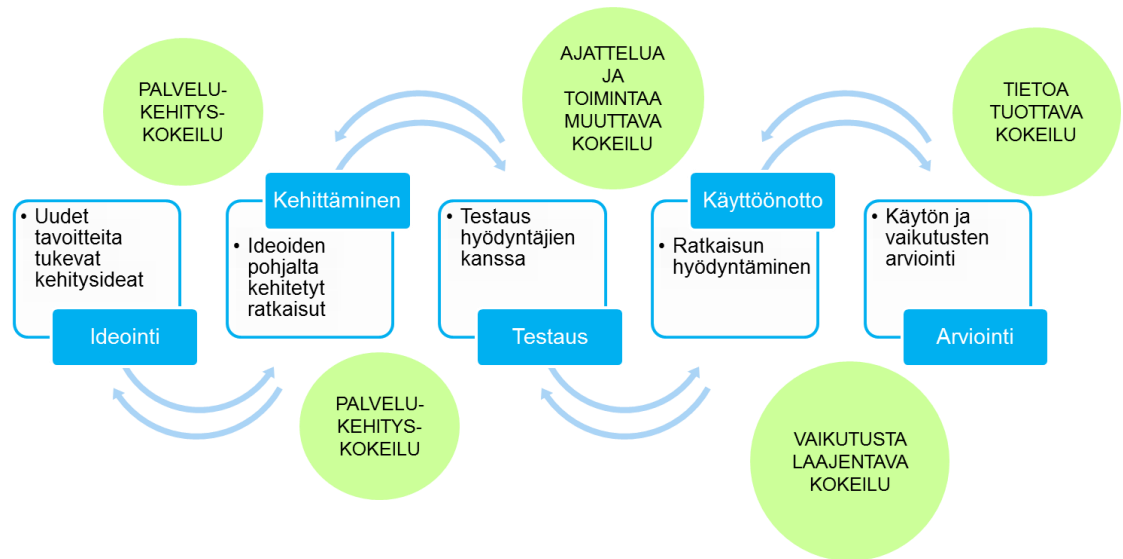 PALVELU-
KEHITYS-
KOKEILU
AJATTELUA
JA
TOIMINTAA
MUUTTAVA
KOKEILU
TIETOA
TUOTTAVA
KOKEILU
• Uudet
tavoitteita
tukevat
kehitysideat
Ideointi
Kehittäminen
• Ideoiden
pohjalta
kehitetyt
ratkaisut
• Testaus
hyödyntäjien
kanssa
Testaus
Käyttöönotto
• Ratkaisun
hyödyntäminen
• Käytön ja
vaikutusten
arviointi
Arviointi
PALVELU-
KEHITYS-
KOKEILU
VAIKUTUSTA
LAAJENTAVA
KOKEILU